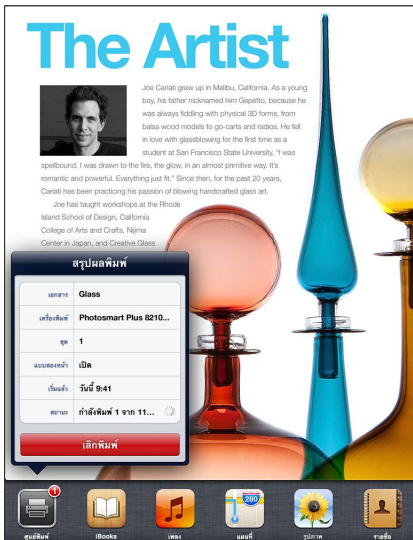 The Artist
Joe Cariati grew up in Malibu, California. As a young
boy, his father nicknamed him Gepetto, because he
was always fiddling with physical 3D forms, from
balsa wood models to go-carts and radios. He fell
in love with glassblowing for the first time as a
student at San Francisco State University. “I was
spellbound. I was drawn to the fire, the glow, in an almost primitive way. It’s
romantic and powerful. Everything just fit.” Since then, for the past 20 years,
Cariati has been practicing his passion of blowing handcrafted glass art.
Joe has taught workshops at the Rhode
Island School of Design, California
College of Arts and Crafts, Nijima
Center in Japan, and Creative Glass
สรุปผลพิมพ์
เอกสาร Glass
เครื่องพิมพ์ Photosmart Plus 8210...
ชุด 1
แบบสองหน้า เปิด
เริ่มแล้ว วันนี้ 9:41
สถานะ กำลังพิมพ์ 1 จาก 11...
เลิกพิมพ์
1
280
ศูนย์พิมพ์ iBooks เพลง แผนที่ รูปภาพ รายชื่อ